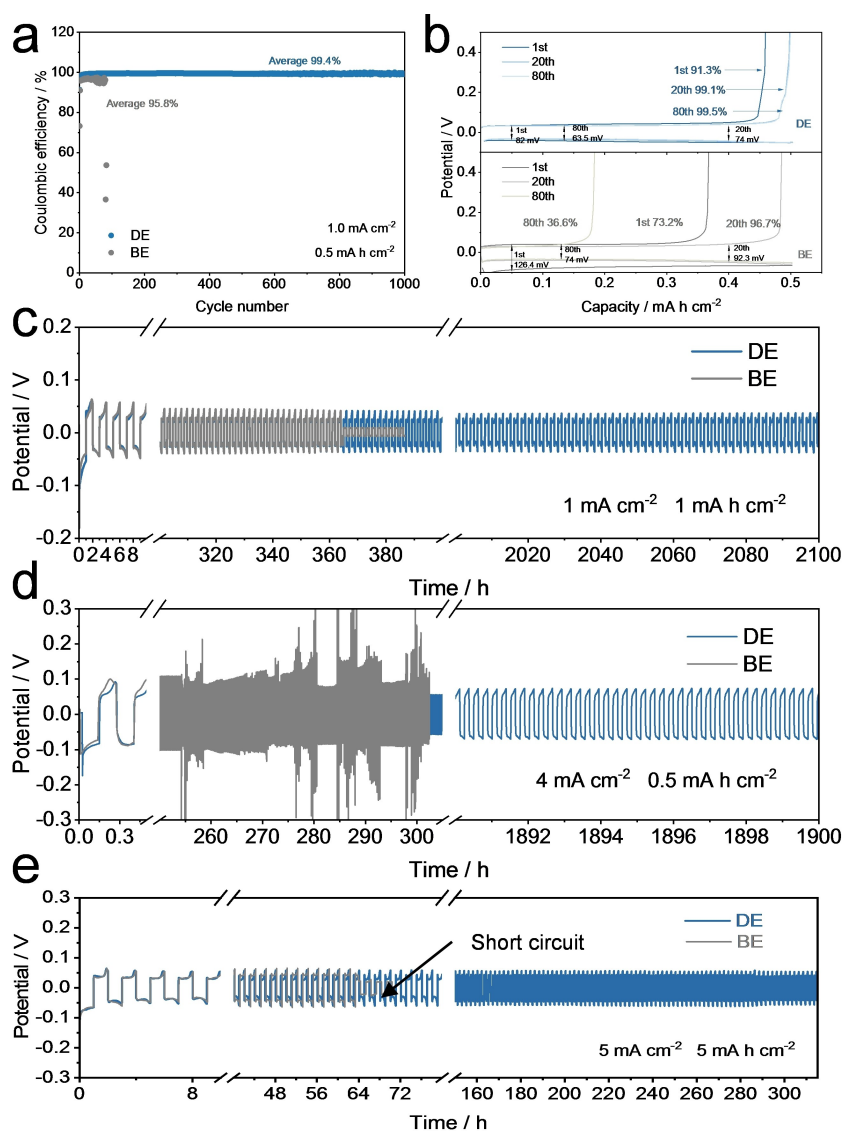 a
120
100
80
60
40
20
0
Coulombic efficiency / %
Average 99.4%
Average 95.8%
DE
BE
1.0 mA cm⁻²
0.5 mA h cm⁻²
0 200 400 600 800 1000
Cycle number
b
0.4
0.2
0.0
1st
20th
80th
1st 91.3%
20th 99.1%
80th 99.5%
1st
82 mV
80th
63.5 mV
20th
74 mV
DE
Potential / V
0.4
0.2
0.0
1st
20th
80th
80th 36.6%
1st 73.2%
20th 96.7%
1st
126.4 mV
80th
74 mV
20th
92.3 mV
BE
0.0 0.1 0.2 0.3 0.4 0.5
Capacity / mA h cm⁻²
c
0.2
0.1
0.0
-0.1
-0.2
Potential / V
DE
BE
1 mA cm⁻² 1 mA h cm⁻²
02468 320 340 360 380 2020 2040 2060 2080 2100
Time / h
d
0.3
0.2
0.1
0.0
-0.1
-0.2
-0.3
Potential / V
DE
BE
4 mA cm⁻² 0.5 mA h cm⁻²
0.0 0.3 260 270 280 290 300 1892 1894 1896 1898 1900
Time / h
e
0.3
0.2
0.1
0.0
-0.1
-0.2
-0.3
Potential / V
DE
BE
Short circuit
5 mA cm⁻² 5 mA h cm⁻²
0 8 48 56 64 72 160 180 200 220 240 260 280 300
Time / h